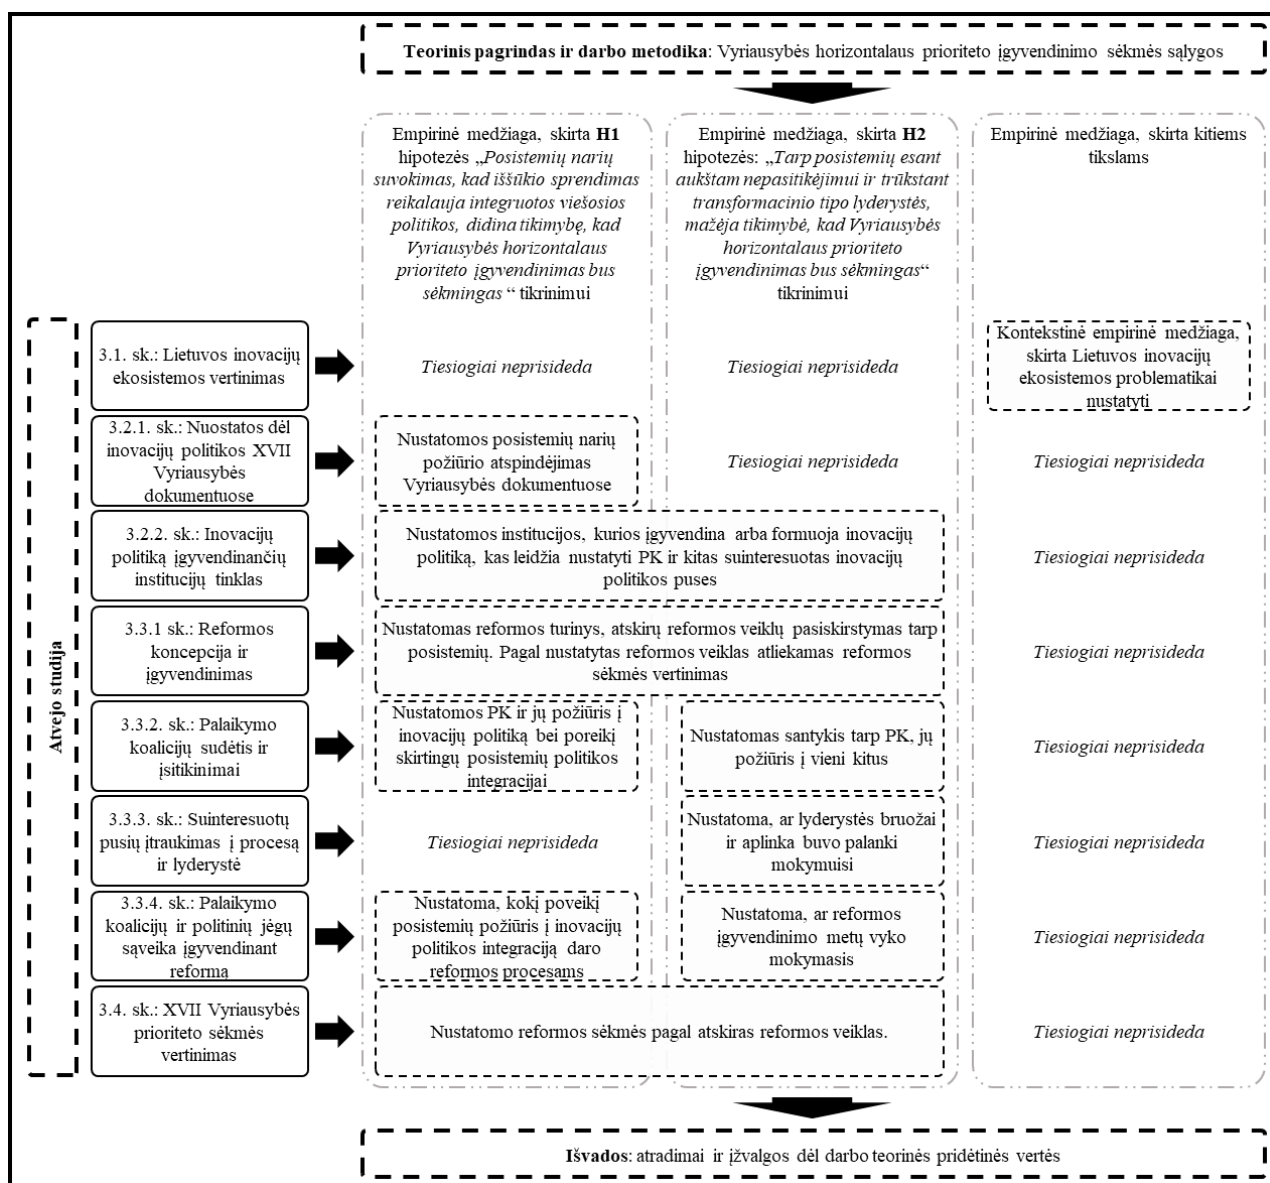 Teorinis pagrindas ir darbo metodika: Vyriausybės horizontalaus prioriteto įgyvendinimo sėkmės sąlygos
Empirinė medžiaga, skirta H1
hipotezės „Posistemių narių
suvokimas, kad iššūkio sprendimas
reikalauja integruotos viešosios
politikos, didina tikimybę, kad
Vyriausybės horizontalaus
prioriteto įgyvendinimas bus
sėkmingas “ tikrinimui
Empirinė medžiaga, skirta H2
hipotezės: „Tarp posistemių esant
aukštam nepasitikėjimui ir trūkstant
transformacinio tipo lyderystės,
mažėja tikimybė, kad Vyriausybės
horizontalaus prioriteto
įgyvendinimas bus sėkmingas“
tikrinimui
Empirinė medžiaga, skirta kitiems
tikslams
Atvejo studija
3.1. sk.: Lietuvos inovacijų
ekosistemos vertinimas
Tiesiogiai neprisideda
Tiesiogiai neprisideda
Kontekstinė empirinė medžiaga,
skirta Lietuvos inovacijų
ekosistemos problematikai
nustatyti
3.2.1. sk.: Nuostatos dėl
inovacijų politikos XVII
Vyriausybės
dokumentuose
Nustatomos posistemių narių
požiūrio atspindėjimas
Vyriausybės dokumentuose
Tiesiogiai neprisideda
Tiesiogiai neprisideda
3.2.2. sk.: Inovacijų
politiką įgyvendinančių
institucijų tinklas
Nustatomos institucijos, kurios įgyvendina arba formuoja inovacijų
politiką, kas leidžia nustatyti PK ir kitas suinteresuotas inovacijų
politikos puses
Tiesiogiai neprisideda
3.3.1 sk.: Reformos
koncepcija ir
įgyvendinimas
Nustatomas reformos turinys, atskirų reformos veiklų pasiskirstymas tarp
posistemių. Pagal nustatytas reformos veiklas atliekamas reformos
sėkmės vertinimas
Tiesiogiai neprisideda
3.3.2. sk.: Palaikymo
koalicijų sudėtis ir
įsitikinimai
Nustatomos PK ir jų požiūris į
inovacijų politiką bei poreikį
skirtingų posistemių politikos
integracijai
Nustatomas santykis tarp PK, jų
požiūris į vieni kitus
Tiesiogiai neprisideda
3.3.3. sk.: Suinteresuotų
pusių įtraukimas į procesą
ir lyderystė
Tiesiogiai neprisideda
Nustatoma, ar lyderystės bruožai
ir aplinka buvo palanki
mokymuisi
Tiesiogiai neprisideda
3.3.4. sk.: Palaikymo
koalicijų ir politinių jėgų
sąveika įgyvendinant
reformą
Nustatoma, kokį poveikį
posistemių požiūris į inovacijų
politikos integraciją daro
reformos procesams
Nustatoma, ar reformos
įgyvendinimo metų vyko
mokymasis
Tiesiogiai neprisideda
3.4. sk.: XVII Vyriausybės
prioriteto sėkmės
vertinimas
Nustatomo reformos sėkmės pagal atskiras reformos veiklas.
Tiesiogiai neprisideda
Išvados: atradimai ir įžvalgos dėl darbo teorinės pridėtinės vertės